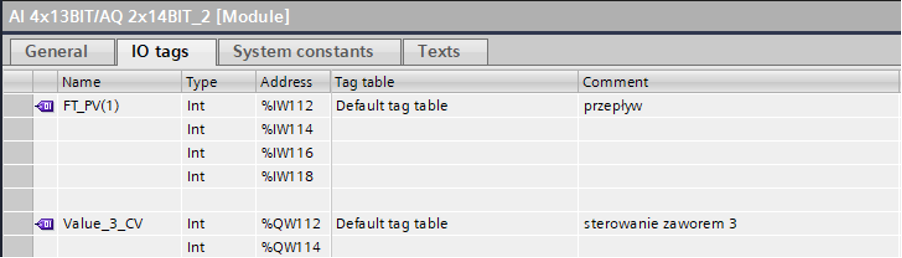 AI 4x13BIT/AQ 2x14BIT_2 [Module]
General IO tags System constants Texts
Name Type Address Tag table Comment
FT_PV(1) Int %IW112 Default tag table przepływ
Int %IW114
Int %IW116
Int %IW118
Value_3_CV Int %QW112 Default tag table sterowanie zaworem 3
Int %QW114